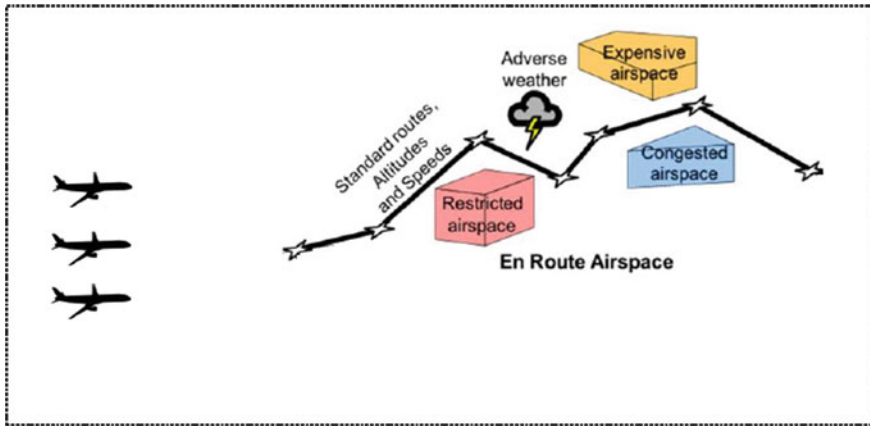 Standard routes,
Altitudes
and Speeds
Adverse
weather
Expensive
airspace
Restricted
airspace
Congested
airspace
En Route Airspace